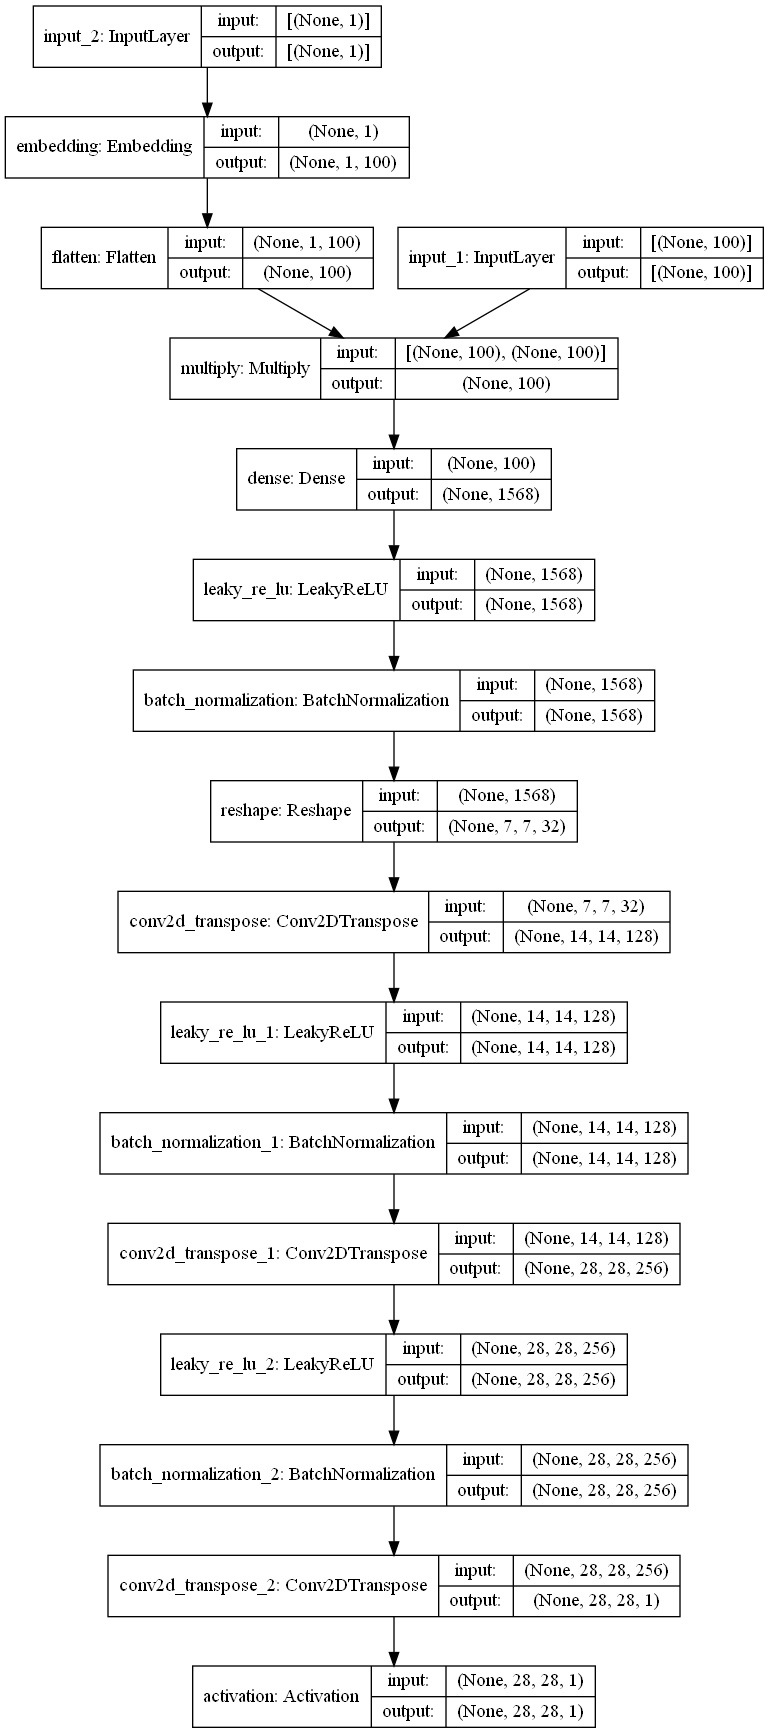 input_2: InputLayer
input:
[(None, 1)]
output:
[(None, 1)]
embedding: Embedding
input:
(None, 1)
output:
(None, 1, 100)
flatten: Flatten
input:
(None, 1, 100)
output:
(None, 100)
input_1: InputLayer
input:
[(None, 100)]
output:
[(None, 100)]
multiply: Multiply
input:
[(None, 100), (None, 100)]
output:
(None, 100)
dense: Dense
input:
(None, 100)
output:
(None, 1568)
leaky_re_lu: LeakyReLU
input:
(None, 1568)
output:
(None, 1568)
batch_normalization: BatchNormalization
input:
(None, 1568)
output:
(None, 1568)
reshape: Reshape
input:
(None, 1568)
output:
(None, 7, 7, 32)
conv2d_transpose: Conv2DTranspose
input:
(None, 7, 7, 32)
output:
(None, 14, 14, 128)
leaky_re_lu_1: LeakyReLU
input:
(None, 14, 14, 128)
output:
(None, 14, 14, 128)
batch_normalization_1: BatchNormalization
input:
(None, 14, 14, 128)
output:
(None, 14, 14, 128)
conv2d_transpose_1: Conv2DTranspose
input:
(None, 14, 14, 128)
output:
(None, 28, 28, 256)
leaky_re_lu_2: LeakyReLU
input:
(None, 28, 28, 256)
output:
(None, 28, 28, 256)
batch_normalization_2: BatchNormalization
input:
(None, 28, 28, 256)
output:
(None, 28, 28, 256)
conv2d_transpose_2: Conv2DTranspose
input:
(None, 28, 28, 256)
output:
(None, 28, 28, 1)
activation: Activation
input:
(None, 28, 28, 1)
output:
(None, 28, 28, 1)